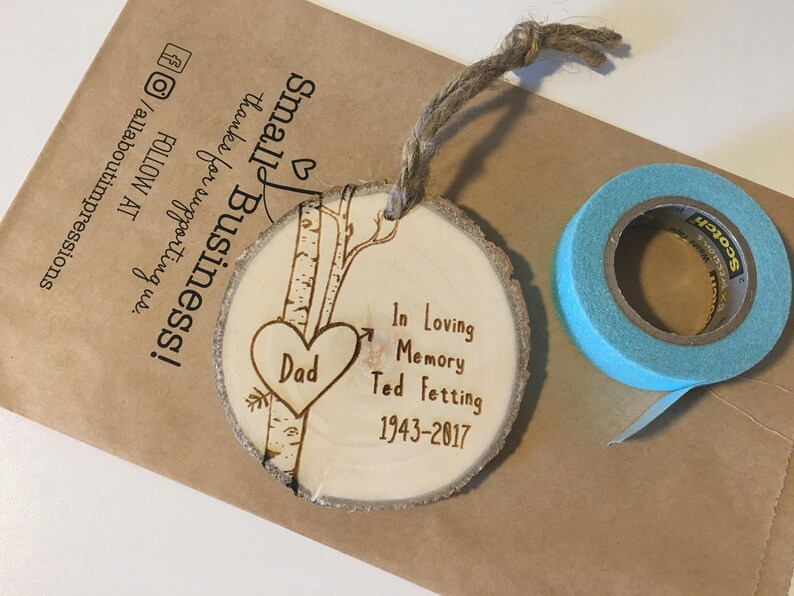 Small Business!
thanks for supporting us.
FOLLOW AT
/allaboutimpressions
Dad
In Loving
Memory
Ted Fetting
1943-2017
Scotch